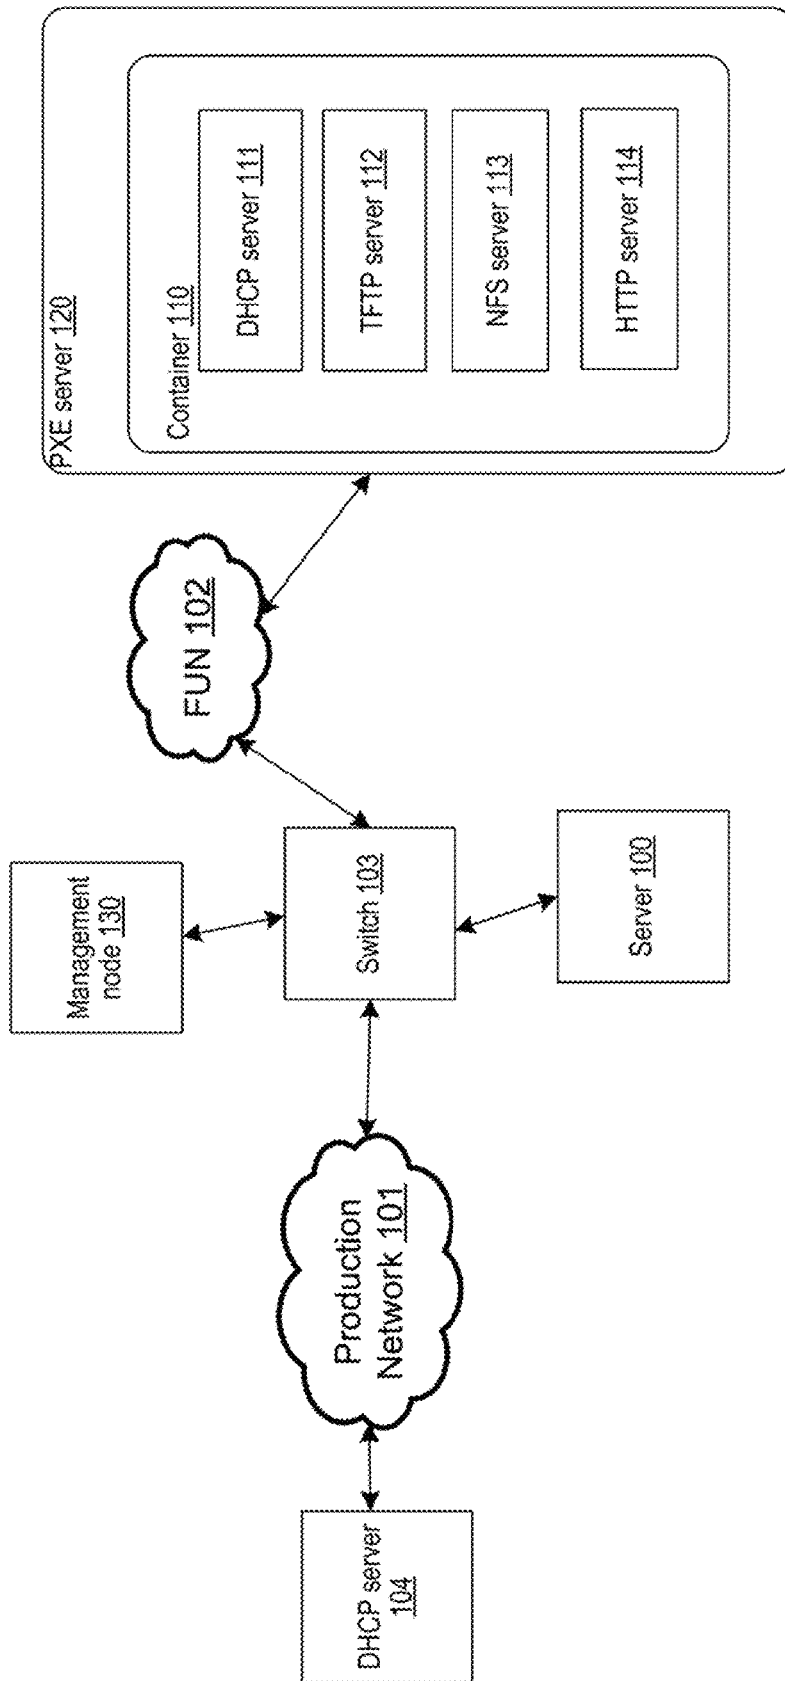 PXE server 120
Container 110
DHCP server 111
TFTP server 112
NFS server 113
HTTP server 114
FUN 102
Management
node 130
Switch 103
Server 100
Production
Network 101
DHCP server
104